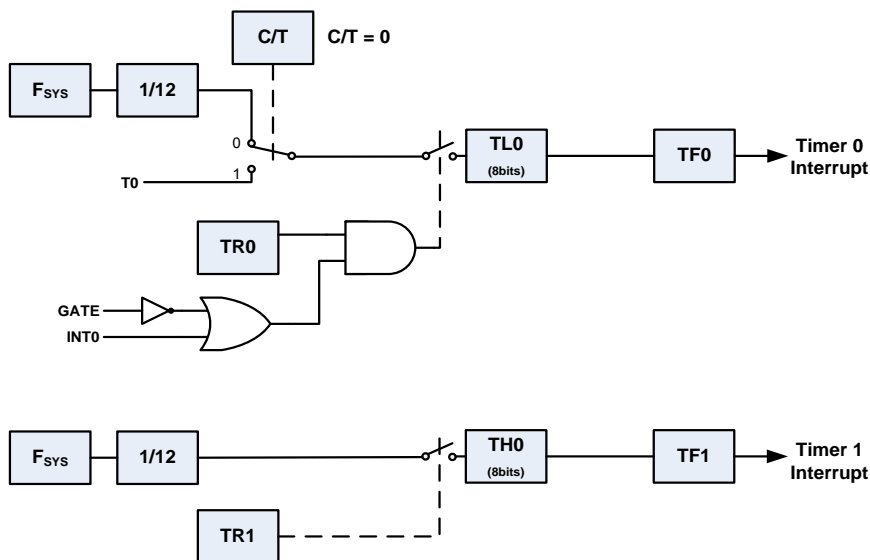 C/T
C/T = 0
FSYS
1/12
0
1
T0
TL0
(8bits)
TF0
Timer 0
Interrupt
TR0
GATE
INT0
FSYS
1/12
TH0
(8bits)
TF1
Timer 1
Interrupt
TR1